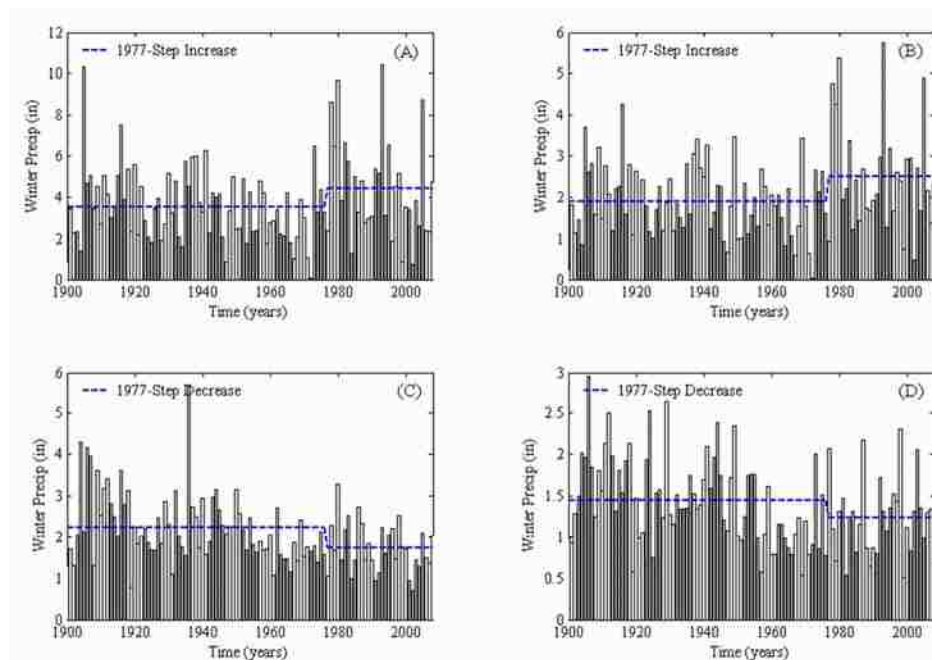 1977-Step Increase (A)
Winter Precip (in)
12
10
8
6
4
2
0
1900 1920 1940 1960 1980 2000
Time (years)
1977-Step Increase (B)
Winter Precip (in)
6
5
4
3
2
1
0
1900 1920 1940 1960 1980 2000
Time (years)
1977-Step Decrease (C)
Winter Precip (in)
6
5
4
3
2
1
0
1900 1920 1940 1960 1980 2000
Time (years)
1977-Step Decrease (D)
Winter Precip (in)
3
2.5
2
1.5
1
0.5
0
1900 1920 1940 1960 1980 2000
Time (years)